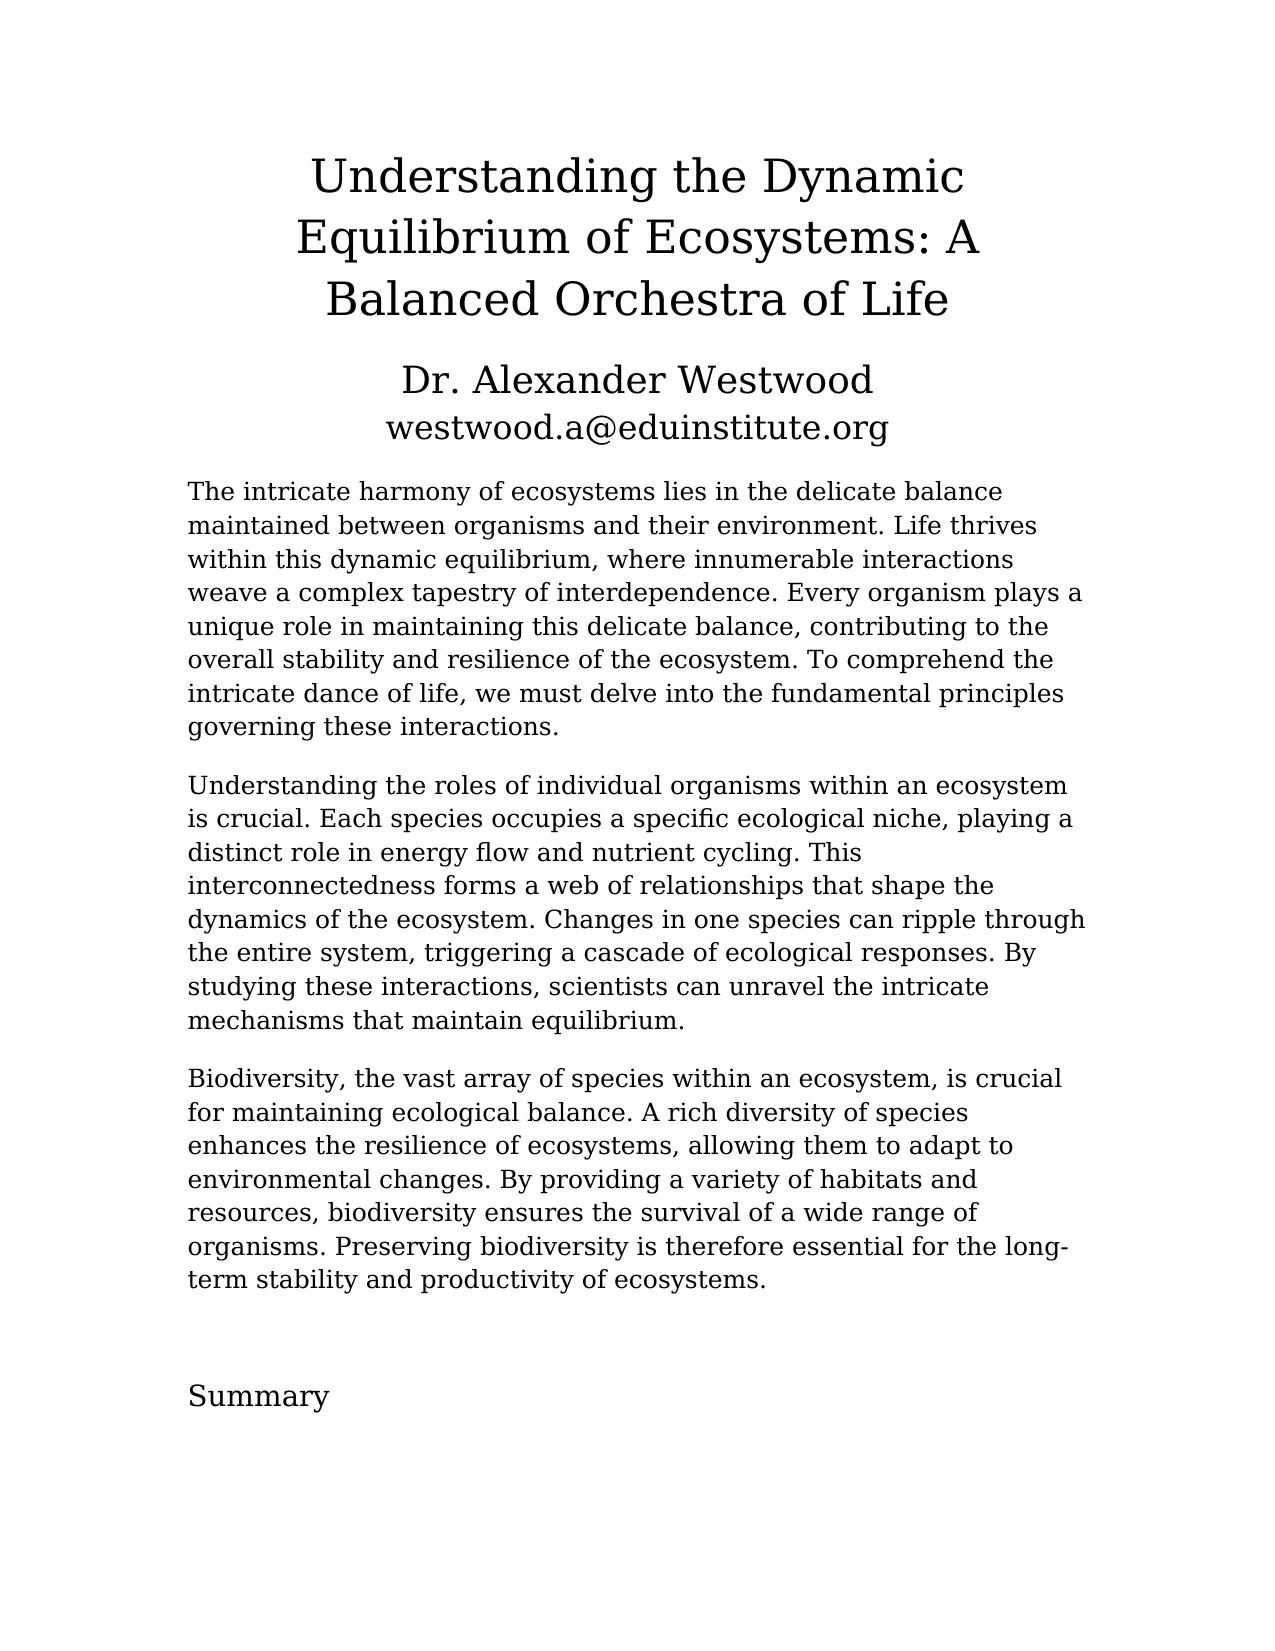 Understanding the Dynamic
Equilibrium of Ecosystems: A
Balanced Orchestra of Life
Dr. Alexander Westwood
westwood.a@eduinstitute.org
The intricate harmony of ecosystems lies in the delicate balance
maintained between organisms and their environment. Life thrives
within this dynamic equilibrium, where innumerable interactions
weave a complex tapestry of interdependence. Every organism plays a
unique role in maintaining this delicate balance, contributing to the
overall stability and resilience of the ecosystem. To comprehend the
intricate dance of life, we must delve into the fundamental principles
governing these interactions.
Understanding the roles of individual organisms within an ecosystem
is crucial. Each species occupies a specific ecological niche, playing a
distinct role in energy flow and nutrient cycling. This
interconnectedness forms a web of relationships that shape the
dynamics of the ecosystem. Changes in one species can ripple through
the entire system, triggering a cascade of ecological responses. By
studying these interactions, scientists can unravel the intricate
mechanisms that maintain equilibrium.
Biodiversity, the vast array of species within an ecosystem, is crucial
for maintaining ecological balance. A rich diversity of species
enhances the resilience of ecosystems, allowing them to adapt to
environmental changes. By providing a variety of habitats and
resources, biodiversity ensures the survival of a wide range of
organisms. Preserving biodiversity is therefore essential for the long-
term stability and productivity of ecosystems.
Summary